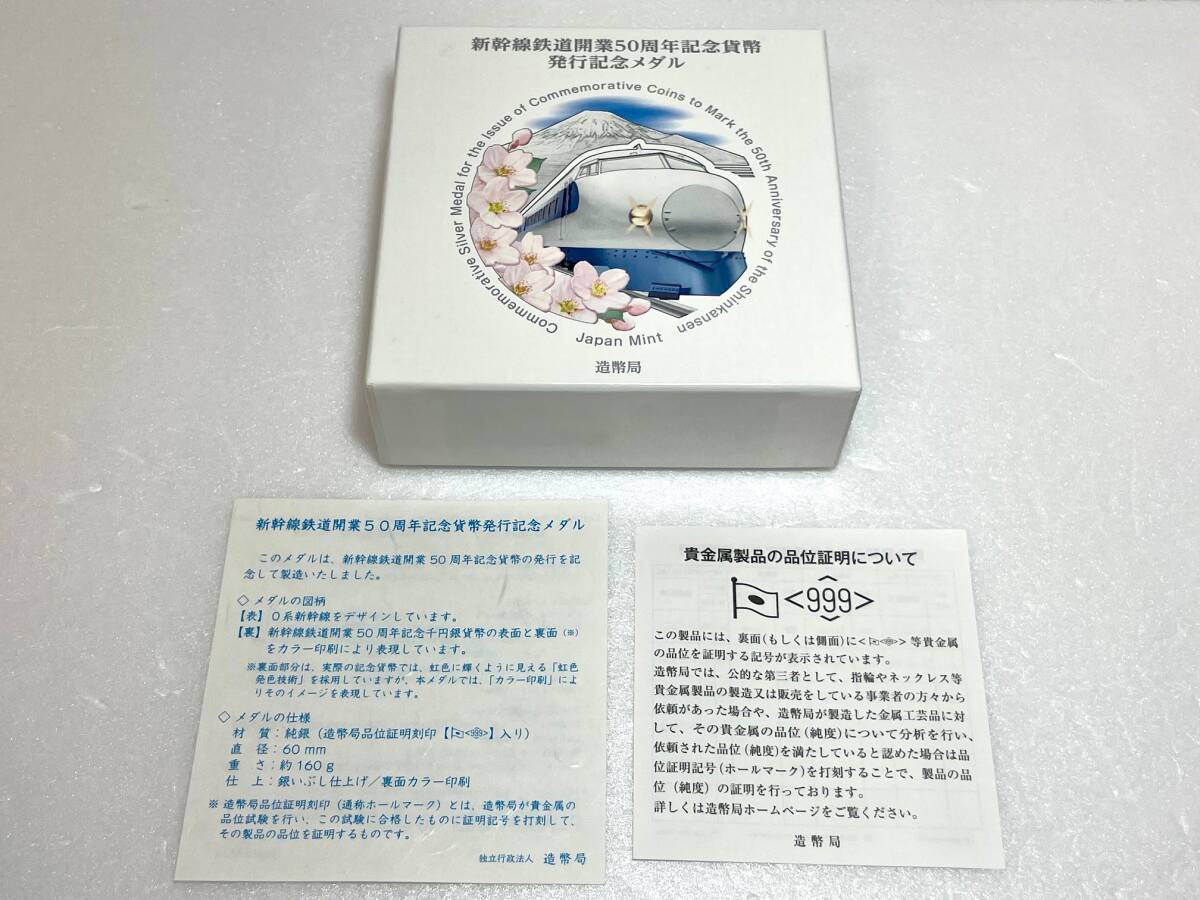 新幹線鉄道開業50周年記念貨幣
発行記念メダル
Commemorative Silver Medal for the Issue of Commemorative Coins to Mark the 50th Anniversary of the Shinkansen
Japan Mint
造幣局
新幹線鉄道開業50周年記念貨幣発行記念メダル
このメダルは、新幹線鉄道開業50周年記念貨幣の発行を記
念して製造いたしました。
◇ メダルの図柄
【表】0系新幹線をデザインしています。
【裏】新幹線鉄道開業50周年記念千円銀貨幣の表面と裏面(※)
をカラー印刷により表現しています。
※裏面部分は、実際の記念貨幣では、虹色に輝くように見える「虹色
発色技術」を採用していますが、本メダルでは、「カラー印刷」によ
りそのイメージを表現しています。
◇ メダルの仕様
材 質:純銀(造幣局品位証明刻印【<999>】入り)
直 径:60mm
重 さ:約160g
仕 上:銀いぶし仕上げ/裏面カラー印刷
※ 造幣局品位証明刻印(通称ホールマーク)とは、造幣局が貴金属の
品位試験を行い、この試験に合格したものに証明記号を打刻して、
その製品の品位を証明するものです。
独立行政法人 造幣局
貴金属製品の品位証明について
<999>
この製品には、裏面(もしくは側面)に<<999>>等貴金属
の品位を証明する記号が表示されています。
造幣局では、公的な第三者として、指輪やネックレス等
貴金属製品の製造又は販売をしている事業者の方々から
依頼があった場合や、造幣局が製造した金属工芸品に対
して、その貴金属の品位(純度)について分析を行い、
依頼された品位(純度)を満たしていると認めた場合は品
位証明記号(ホールマーク)を打刻することで、製品の品
位(純度)の証明を行っております。
詳しくは造幣局ホームページをご覧ください。
造幣局